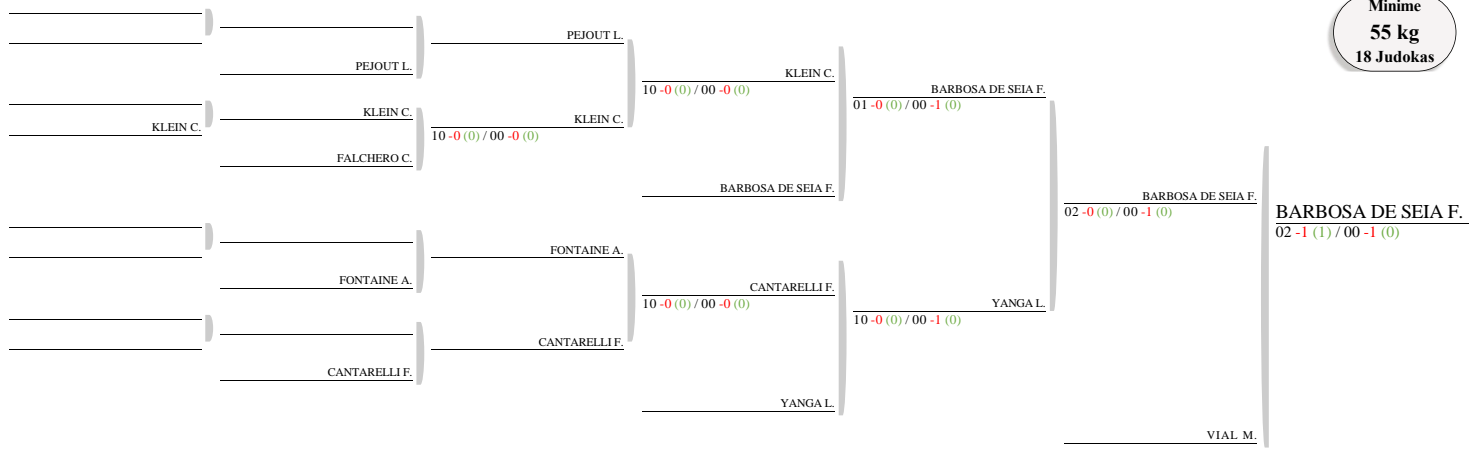 Minime
55 kg
18 Judokas
KLEIN C.
PEJOUT L.
KLEIN C.
FALCHERO C.
FONTAINE A.
CANTARELLI F.
PEJOUT L.
KLEIN C.
10 -0 (0) / 00 -0 (0)
FONTAINE A.
CANTARELLI F.
KLEIN C.
10 -0 (0) / 00 -0 (0)
BARBOSA DE SEIA F.
CANTARELLI F.
10 -0 (0) / 00 -0 (0)
YANGA L.
BARBOSA DE SEIA F.
01 -0 (0) / 00 -1 (0)
YANGA L.
10 -0 (0) / 00 -1 (0)
BARBOSA DE SEIA F.
02 -0 (0) / 00 -1 (0)
VIAL M.
BARBOSA DE SEIA F.
02 -1 (1) / 00 -1 (0)